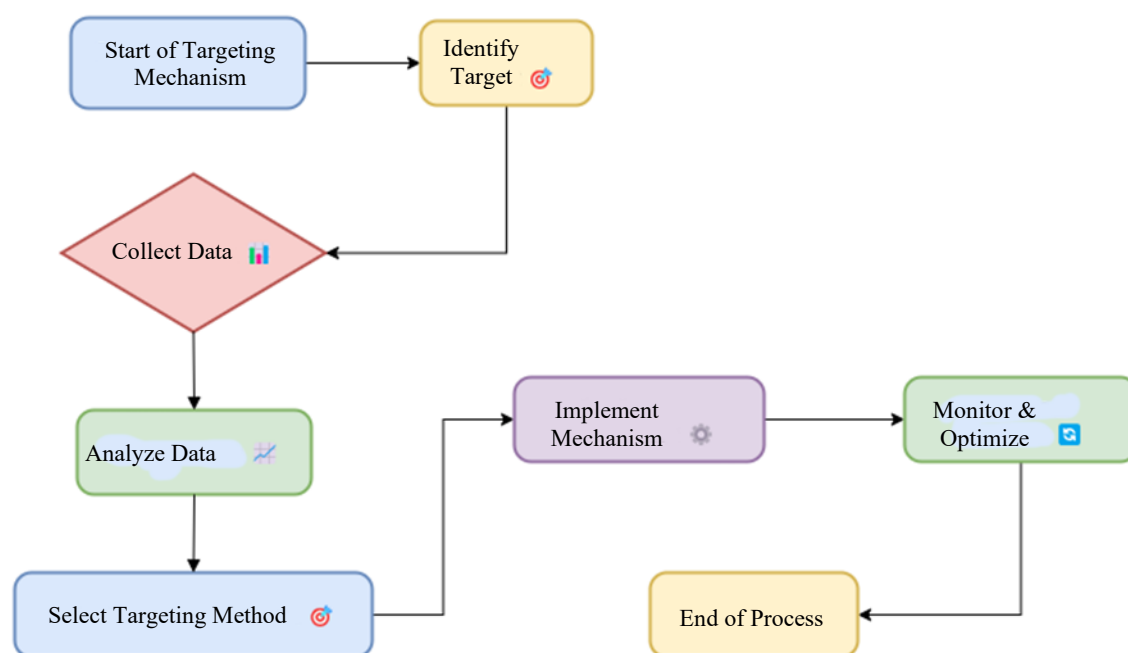 Start of Targeting
Mechanism
Identify
Target
Collect Data
Analyze Data
Select Targeting Method
Implement
Mechanism
Monitor &
Optimize
End of Process